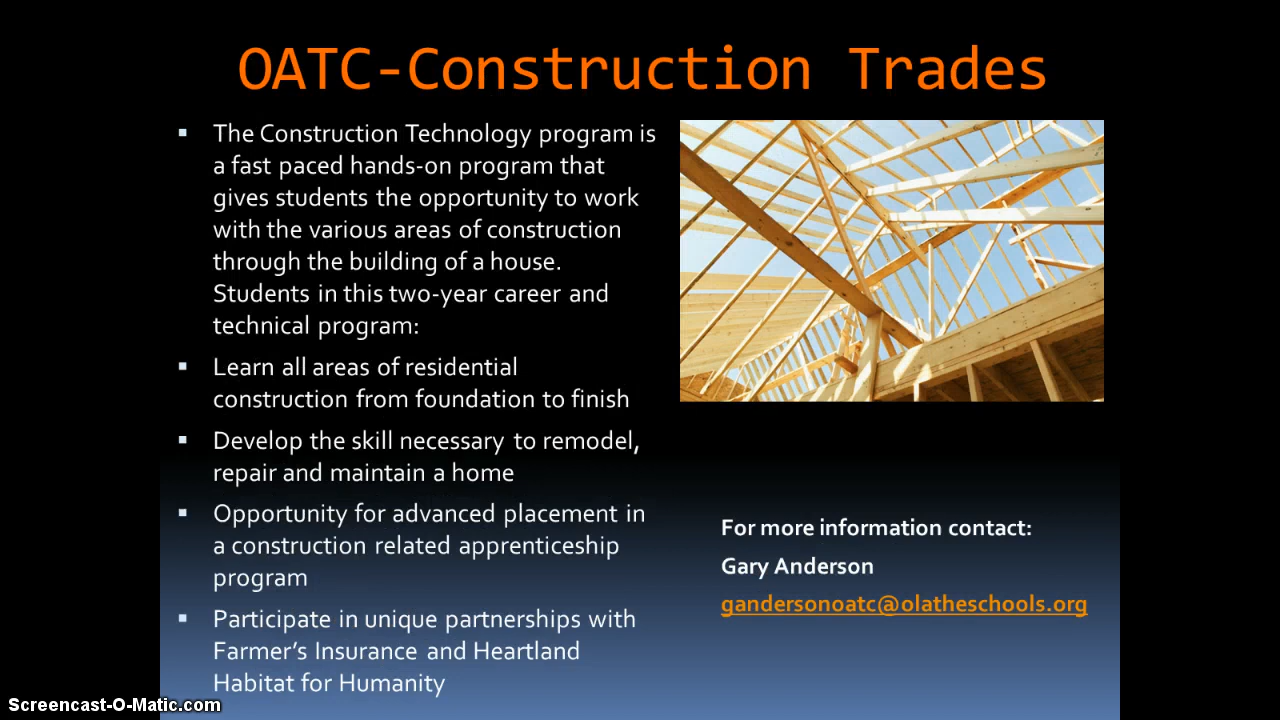 OATC-Construction Trades
▪ The Construction Technology program is
a fast paced hands-on program that
gives students the opportunity to work
with the various areas of construction
through the building of a house.
Students in this two-year career and
technical program:
▪ Learn all areas of residential
construction from foundation to finish
▪ Develop the skill necessary to remodel,
repair and maintain a home
▪ Opportunity for advanced placement in
a construction related apprenticeship
program
▪ Participate in unique partnerships with
Farmer’s Insurance and Heartland
Habitat for Humanity
For more information contact:
Gary Anderson
gandersonoatc@olatheschools.org
Screencast-O-Matic.com